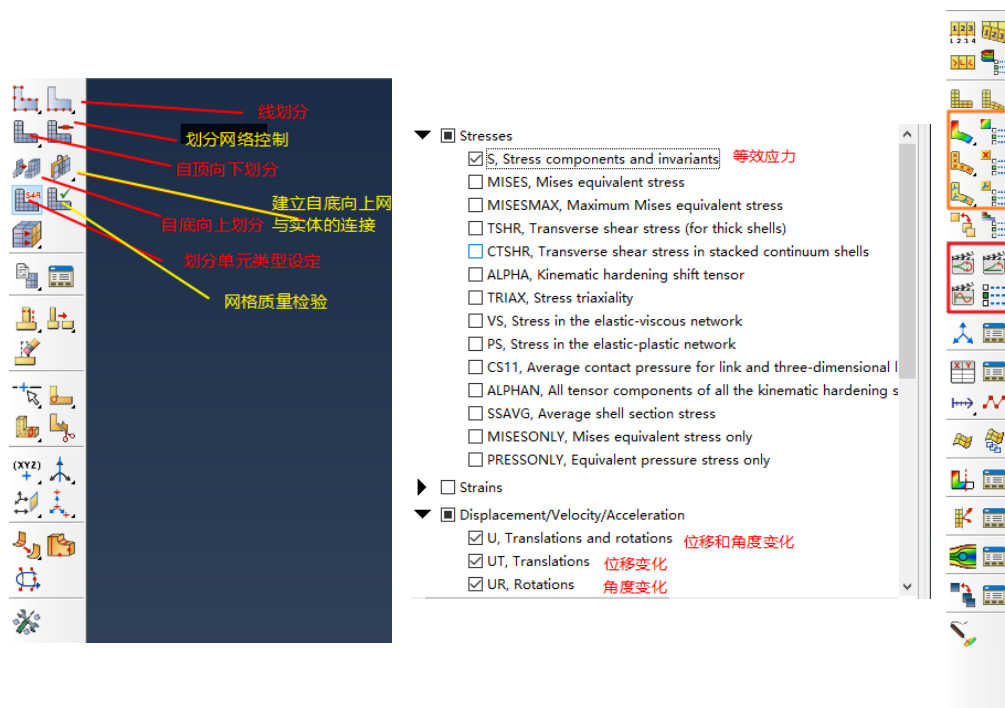 线划分
划分网络控制
自顶向下划分
建立自底向上网
自底向上划分 与实体的连接
划分单元类型设定
网格质量检验
(XYZ)
Stresses
S, Stress components and invariants 等效应力
MISES, Mises equivalent stress
MISESMAX, Maximum Mises equivalent stress
TSHR, Transverse shear stress (for thick shells)
CTSHR, Transverse shear stress in stacked continuum shells
ALPHA, Kinematic hardening shift tensor
TRIAX, Stress triaxiality
VS, Stress in the elastic-viscous network
PS, Stress in the elastic-plastic network
CS11, Average contact pressure for link and three-dimensional l
ALPHAN, All tensor components of all the kinematic hardening s
SSAVG, Average shell section stress
MISESONLY, Mises equivalent stress only
PRESSONLY, Equivalent pressure stress only
Strains
Displacement/Velocity/Acceleration
U, Translations and rotations 位移和角度变化
UT, Translations 位移变化
UR, Rotations 角度变化
1 2 3
1 2 3 4
X Y